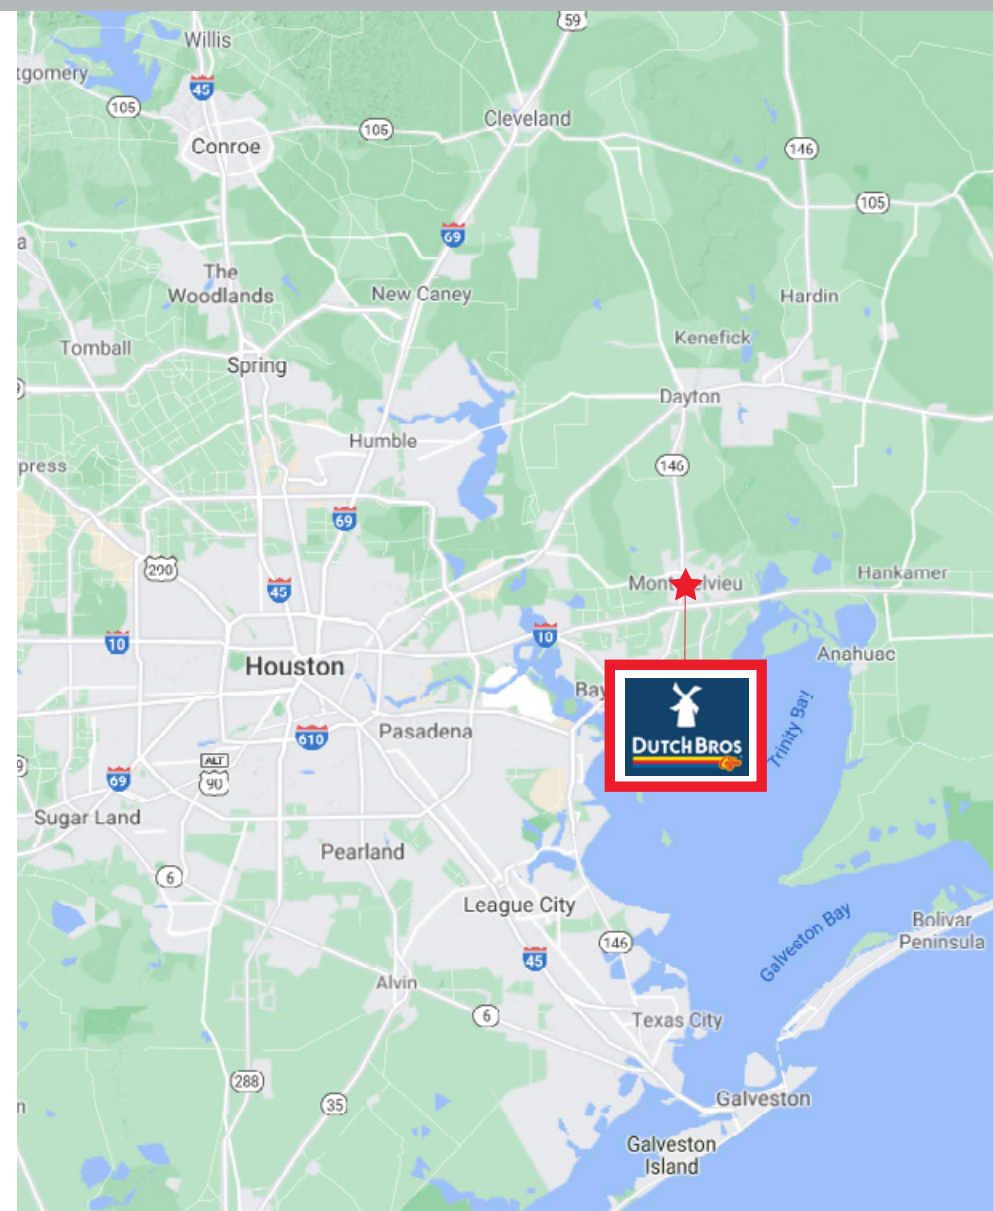 59
Willis
tgomery
45
105
105
Cleveland
Conroe
146
105
69
a
The
Woodlands
New Caney
Hardin
Kenefick
Tomball
Spring
9
Dayton
Humble
press
146
69
290
45
Hankamer
10
10
Anahuac
Houston
Bay
Trinity Bay
610
Pasadena
DUTCH BROS
ALT
90
9
69
Sugar Land
Pearland
6
League City
Galveston Bay
Bolivar
Peninsula
146
45
Alvin
6
Texas City
288
35
n
Galveston
Galveston
Island